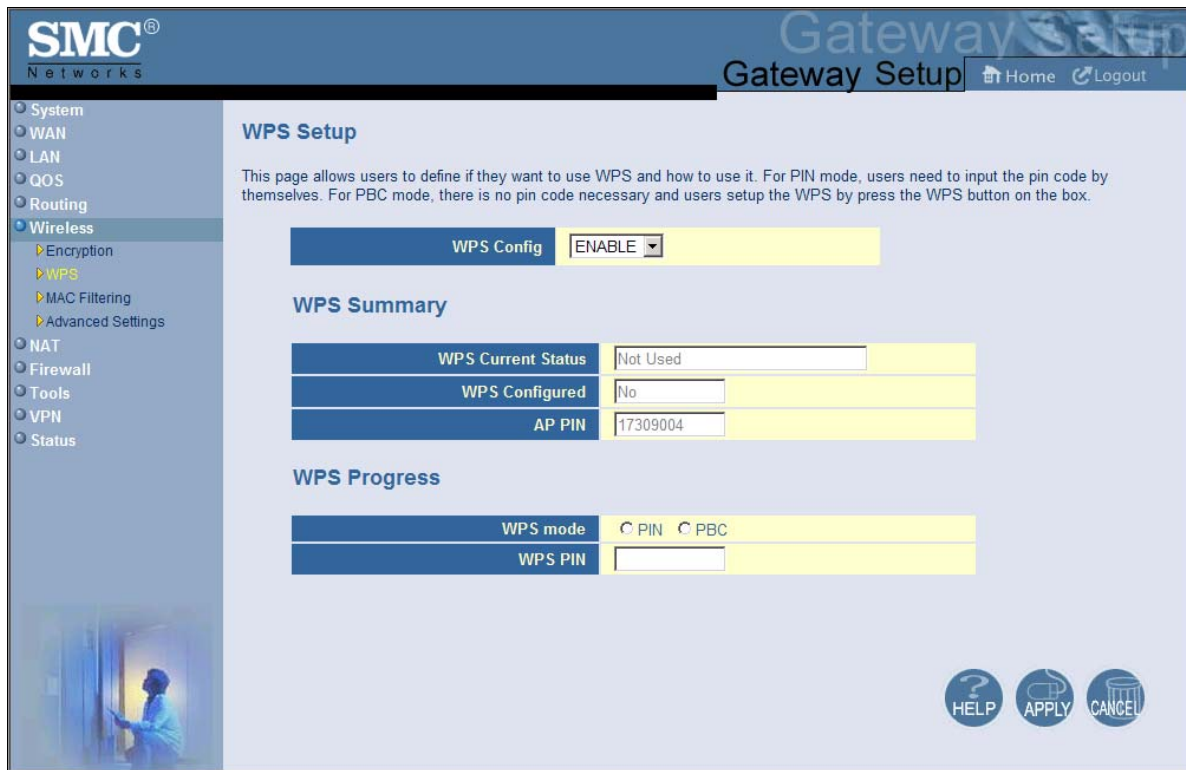 SMC®
Networks
Gateway Setup
Gateway Setup
Home
Logout
System
WAN
LAN
QOS
Routing
Wireless
Encryption
WPS
MAC Filtering
Advanced Settings
NAT
Firewall
Tools
VPN
Status
WPS Setup
This page allows users to define if they want to use WPS and how to use it. For PIN mode, users need to input the pin code by
themselves. For PBC mode, there is no pin code necessary and users setup the WPS by press the WPS button on the box.
WPS Config ENABLE
WPS Summary
WPS Current Status Not Used
WPS Configured No
AP PIN 17309004
WPS Progress
WPS mode PIN PBC
WPS PIN
HELP APPLY CANCEL